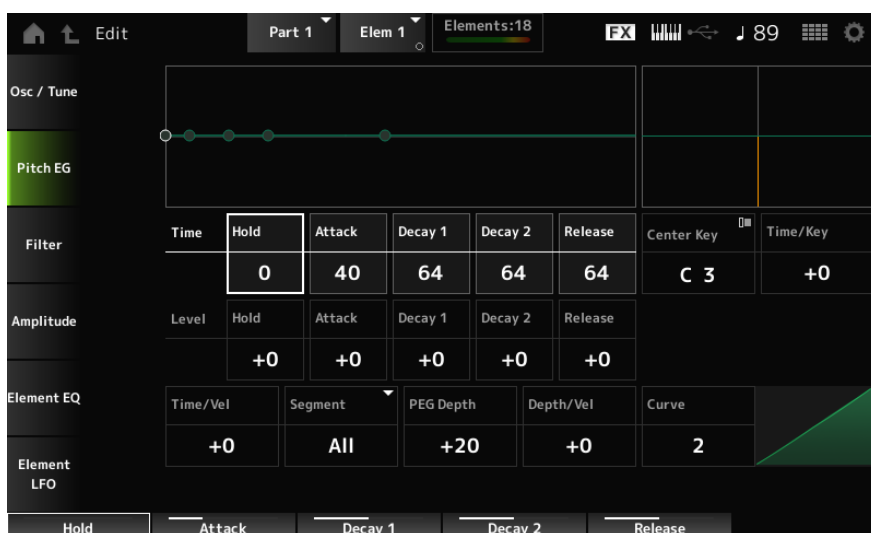 Edit Part 1 Elem 1 Elements:18 FX ♩ 89
Osc / Tune
Pitch EG
Filter
Amplitude
Element EQ
Element
LFO
Time Hold Attack Decay 1 Decay 2 Release Center Key Time/Key
0 40 64 64 64 C 3 +0
Level Hold Attack Decay 1 Decay 2 Release
+0 +0 +0 +0 +0
Time/Vel Segment PEG Depth Depth/Vel Curve
+0 All +20 +0 2
Hold Attack Decay 1 Decay 2 Release